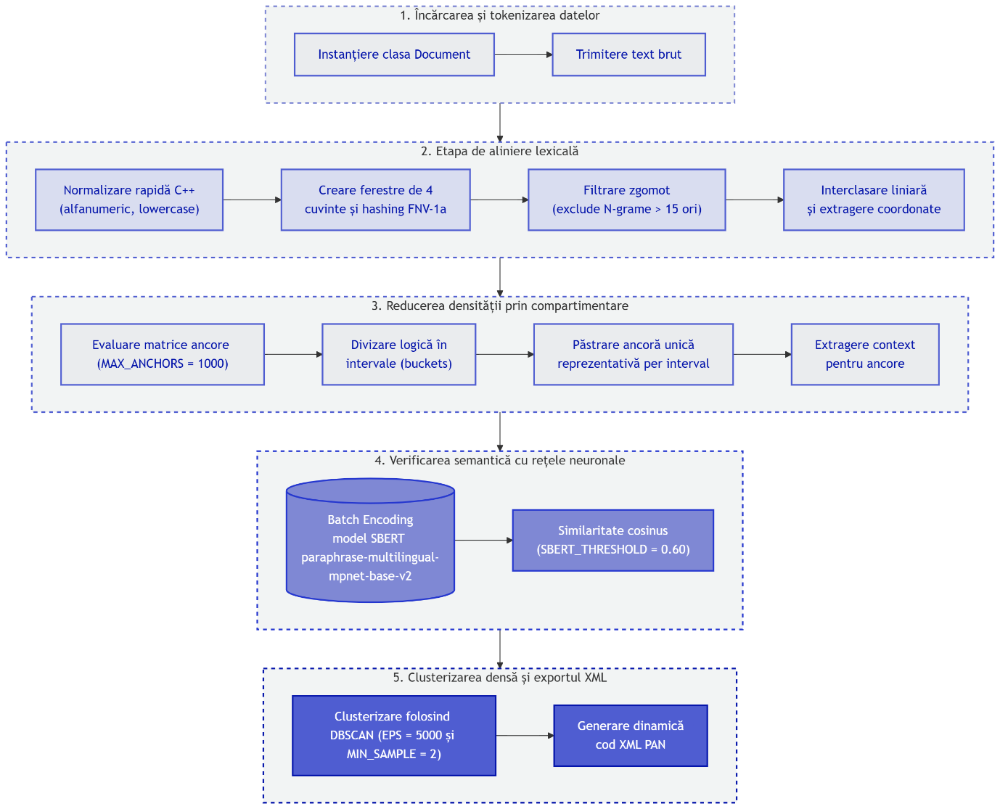 1. Încărcarea și tokenizarea datelor
Instanțiere clasa Document
Trimitere text brut
2. Etapa de aliniere lexicală
Normalizare rapidă C++
(alfanumeric, lowercase)
Creare ferestre de 4
cuvinte și hashing FNV-1a
Filtrare zgomot
(exclude N-grame > 15 ori)
Interclasare liniară
și extragere coordonate
3. Reducerea densității prin compartimentare
Evaluare matrice ancore
(MAX_ANCHORS = 1000)
Divizare logică în
intervale (buckets)
Păstrare ancoră unică
reprezentativă per interval
Extragere context
pentru ancore
4. Verificarea semantică cu rețele neuronale
Batch Encoding
model SBERT
paraphrase-multilingual-
mpnet-base-v2
Similaritate cosinus
(SBERT_THRESHOLD = 0.60)
5. Clusterizarea densă și exportul XML
Clusterizare folosind
DBSCAN (EPS = 5000 și
MIN_SAMPLE = 2)
Generare dinamică
cod XML PAN